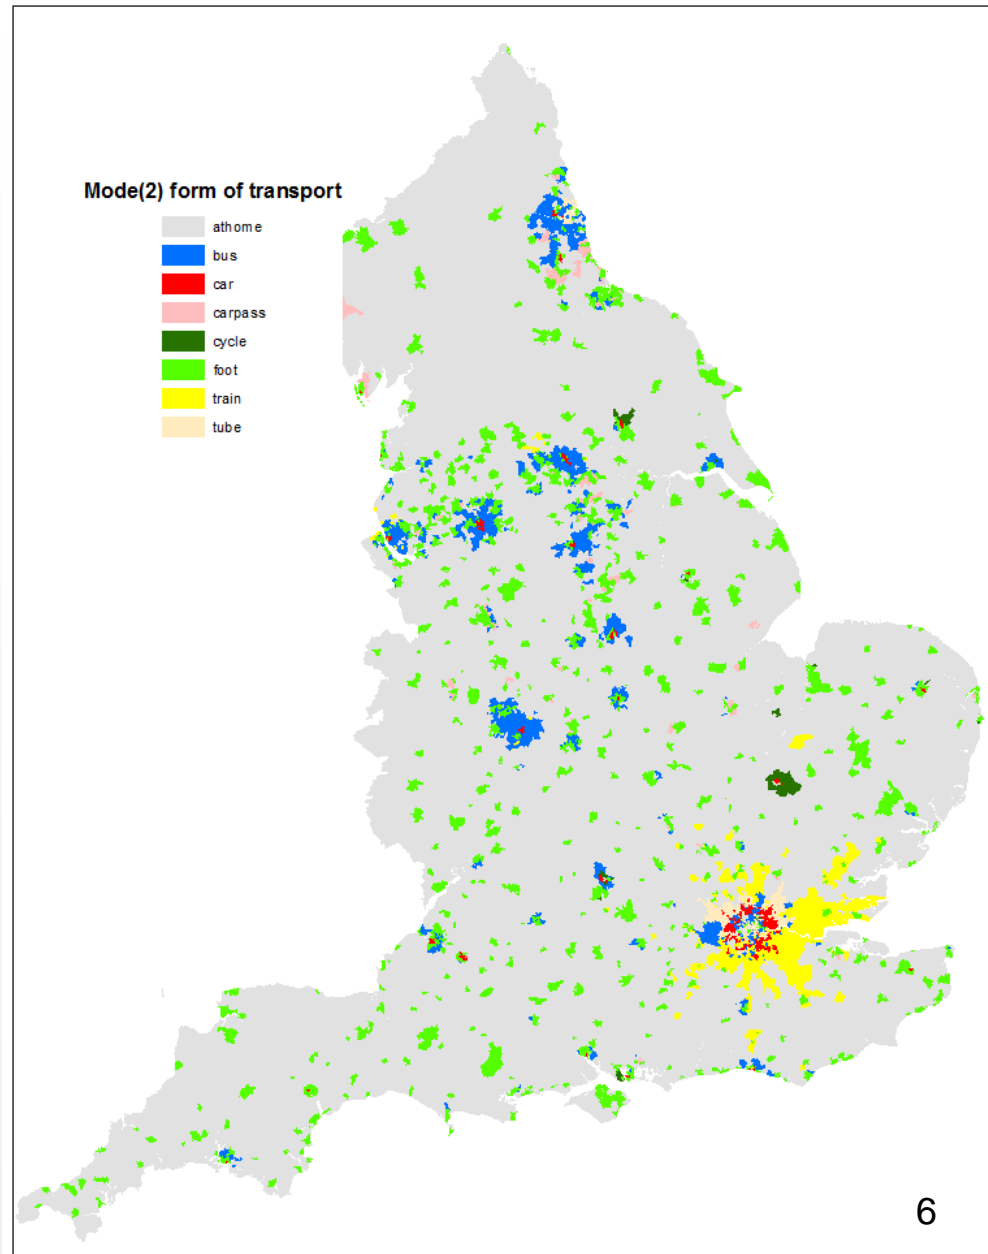 Mode(2) form of transport
athome
bus
car
carpass
cycle
foot
train
tube
6